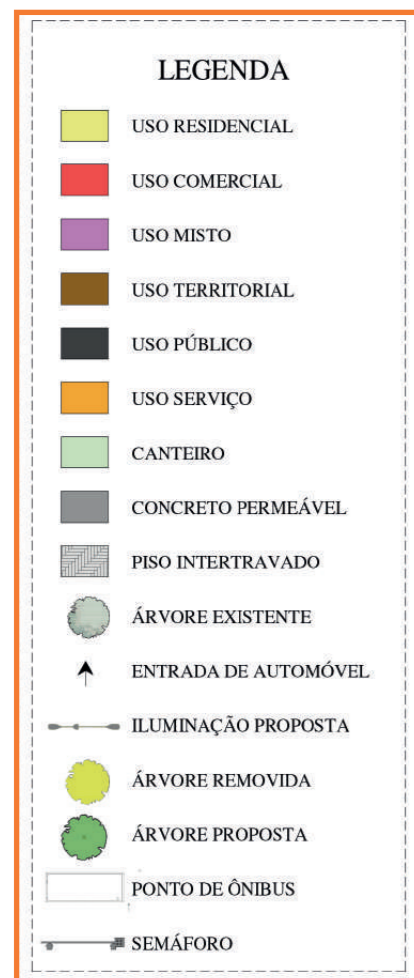 LEGENDA
USO RESIDENCIAL
USO COMERCIAL
USO MISTO
USO TERRITORIAL
USO PÚBLICO
USO SERVIÇO
CANTEIRO
CONCRETO PERMEÁVEL
PISO INTERTRAVADO
ÁRVORE EXISTENTE
ENTRADA DE AUTOMÓVEL
ILUMINAÇÃO PROPOSTA
ÁRVORE REMOVIDA
ÁRVORE PROPOSTA
PONTO DE ÔNIBUS
SEMÁFORO